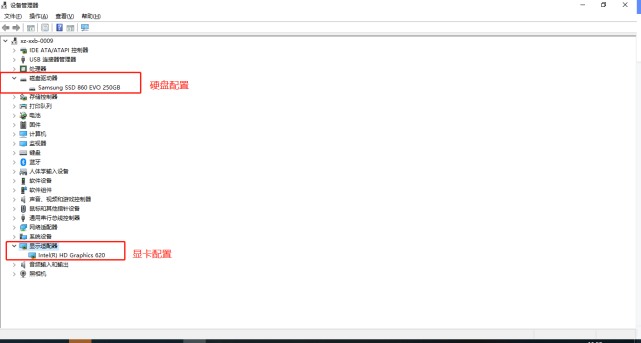 设备管理器
文件(F) 操作(A) 查看(V) 帮助(H)
xz-sxb-0009
IDE ATA/ATAPI 控制器
USB 连接器管理器
处理器
磁盘驱动器
Samsung SSD 860 EVO 250GB
硬盘配置
存储控制器
打印队列
电池
固件
计算机
监视器
键盘
蓝牙
人体学输入设备
软件设备
软件组件
声音、视频和游戏控制器
鼠标和其他指针设备
通用串行总线控制器
网络适配器
系统设备
显示适配器
Intel(R) HD Graphics 620
显卡配置
音频输入和输出
照相机